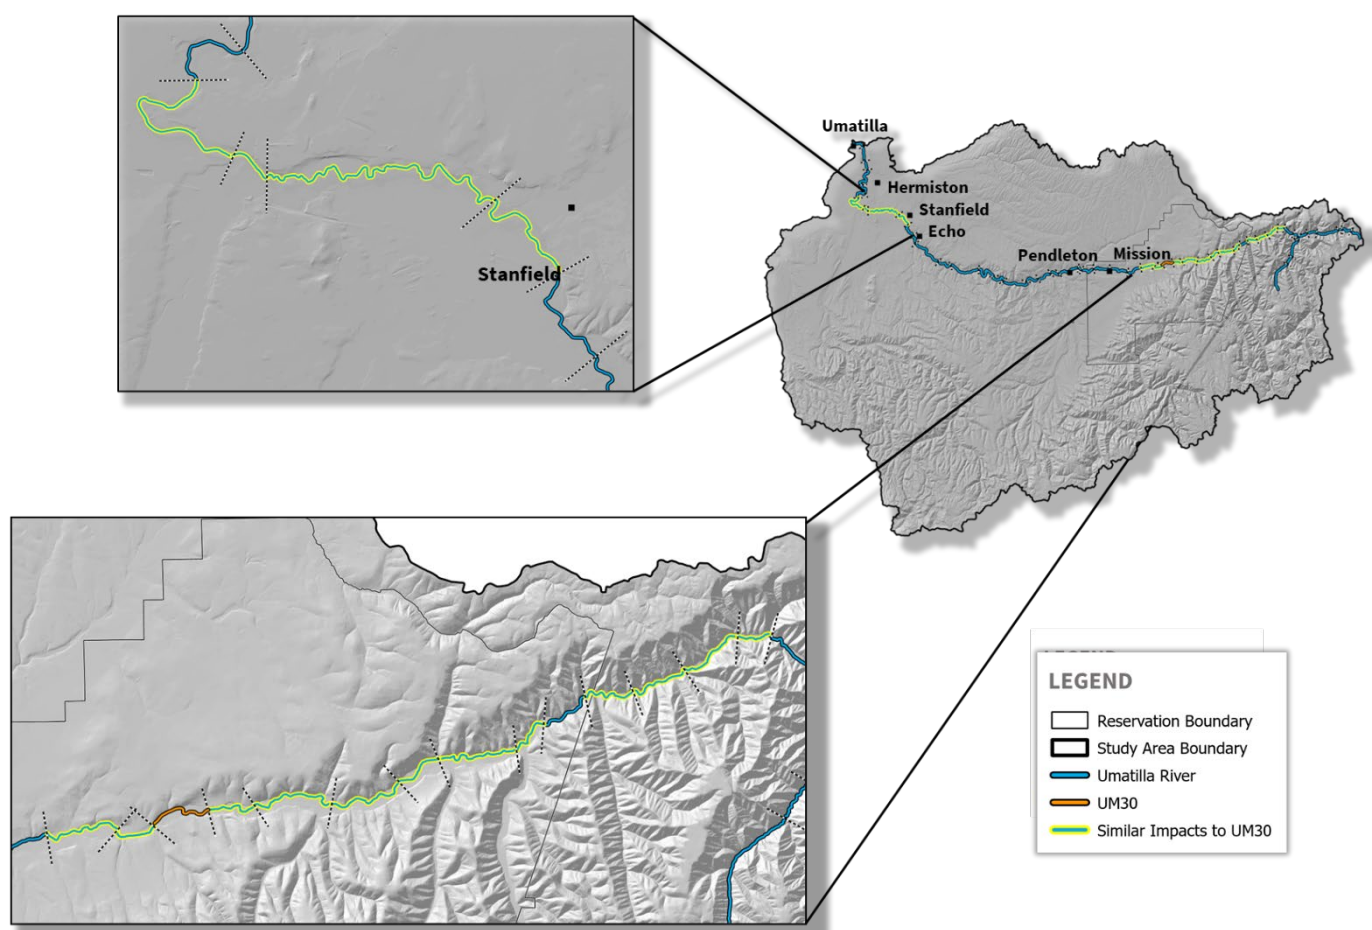 Umatilla
Hermiston
Stanfield
Echo
Pendleton
Mission
Stanfield
LEGEND
Reservation Boundary
Study Area Boundary
Umatilla River
UM30
Similar Impacts to UM30